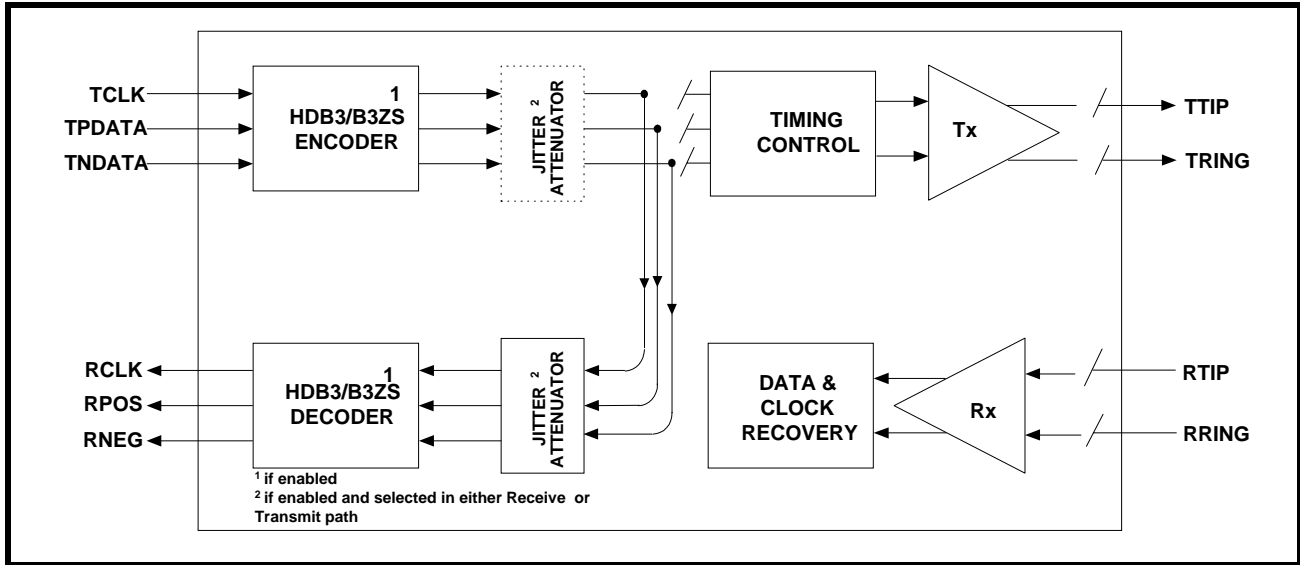 TCLK
TPDATA
TNDATA
1
HDB3/B3ZS
ENCODER
JITTER 2
ATTENUATOR
TIMING
CONTROL
Tx
TTIP
TRING
RCLK
RPOS
RNEG
1
HDB3/B3ZS
DECODER
JITTER 2
ATTENUATOR
DATA &
CLOCK
RECOVERY
Rx
RTIP
RRING
1 if enabled
2 if enabled and selected in either Receive or
Transmit path